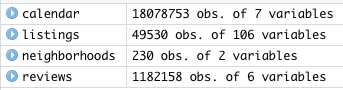 calendar 18078753 obs. of 7 variables
listings 49530 obs. of 106 variables
neighborhoods 230 obs. of 2 variables
reviews 1182158 obs. of 6 variables